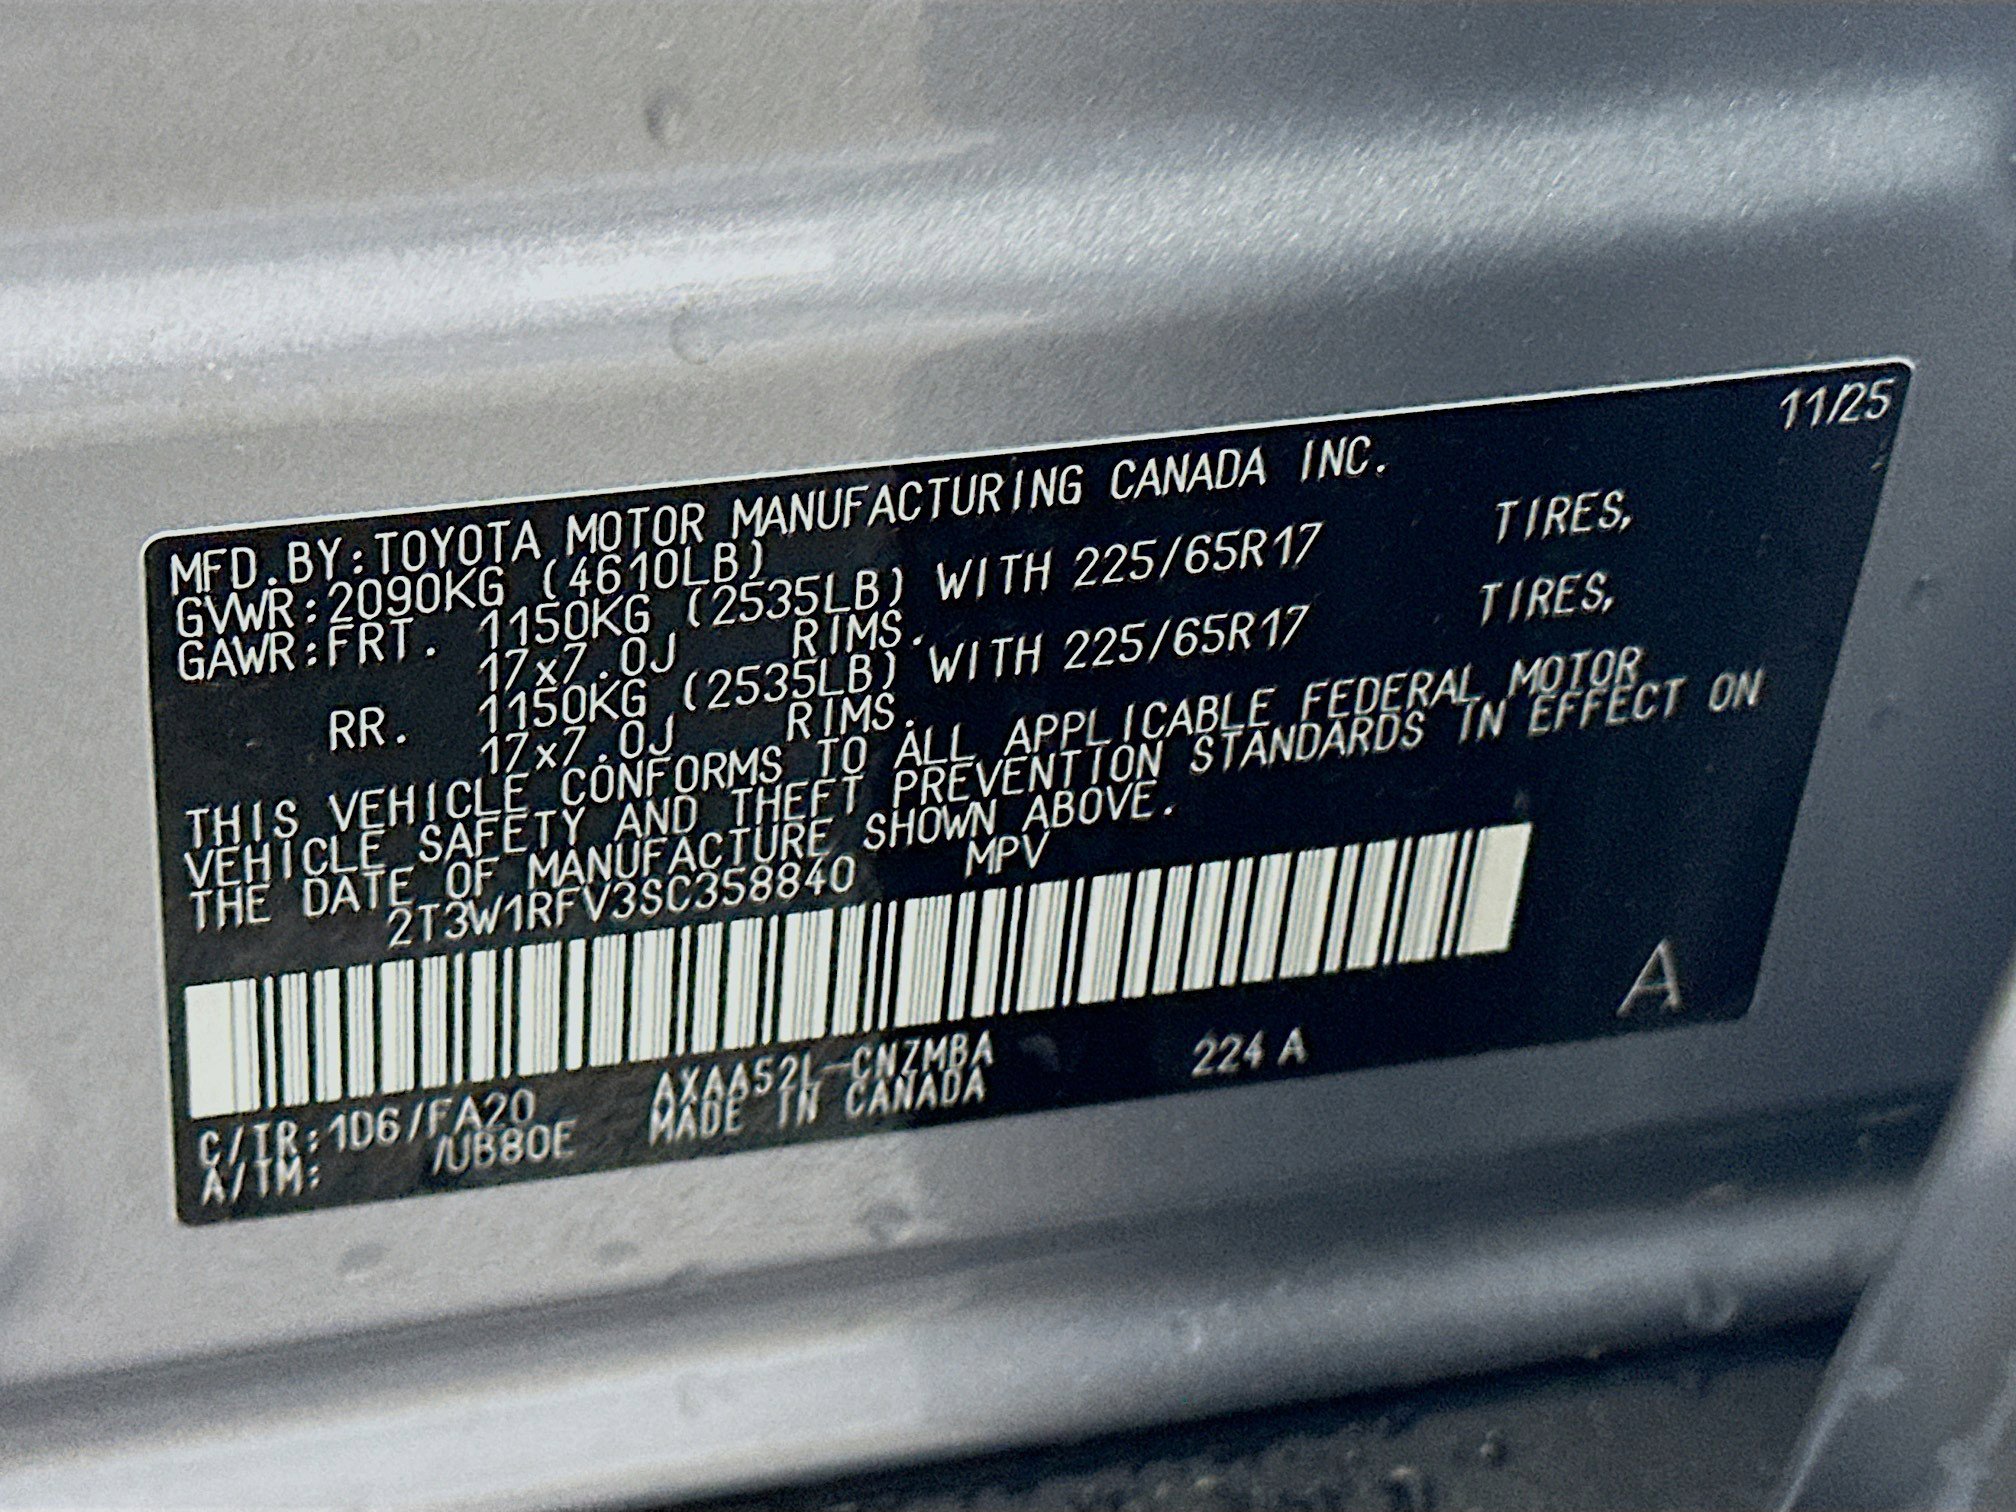 11/25
MFD.BY:TOYOTA MOTOR MANUFACTURING CANADA INC.
GVWR:2090KG (4610LB)
GAWR:FRT. 1150KG (2535LB) WITH 225/65R17 TIRES,
17x7.0J RIMS.
RR. 1150KG (2535LB) WITH 225/65R17 TIRES,
17x7.0J RIMS.
THIS VEHICLE CONFORMS TO ALL APPLICABLE FEDERAL MOTOR
VEHICLE SAFETY AND THEFT PREVENTION STANDARDS IN EFFECT ON
THE DATE OF MANUFACTURE SHOWN ABOVE.
2T3W1RFV3SC358840 MPV
A
C/TR:1D6/FA20 AXAA52L-CNZMBA 224 A
A/TM: /UB80E MADE IN CANADA